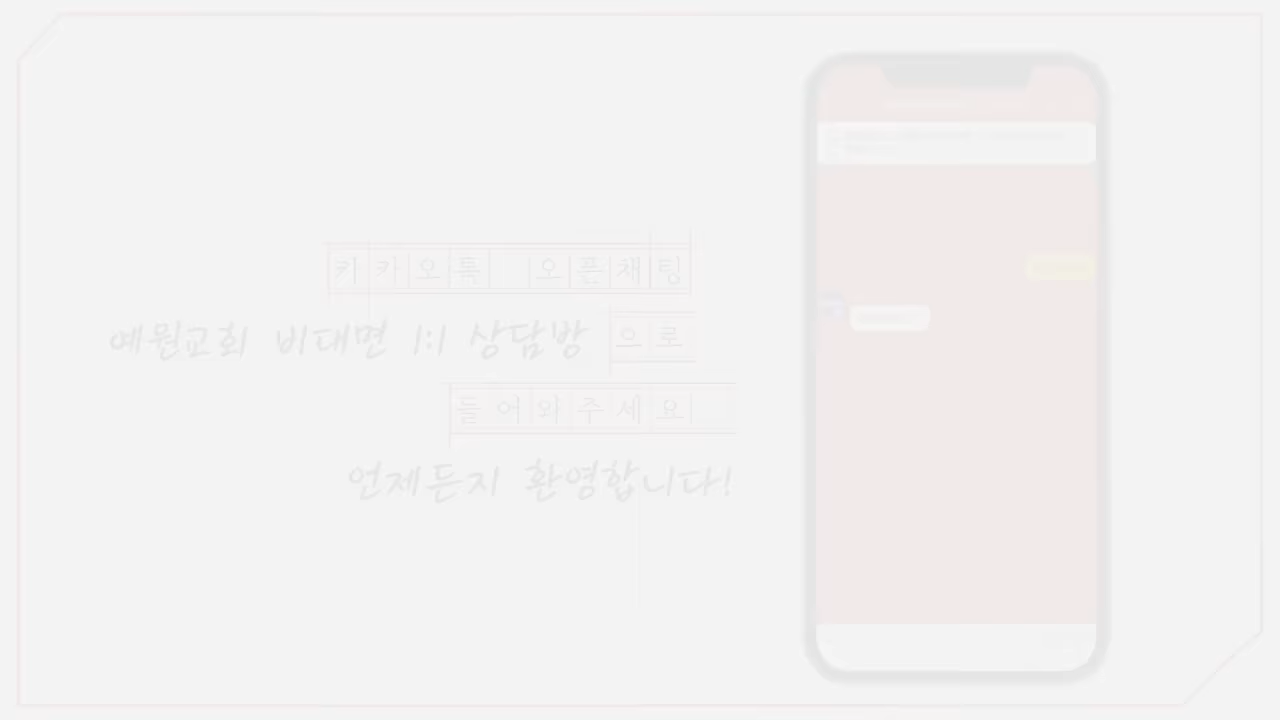 카카오톡 오픈채팅
예원교회 비대면 1:1 상담방 으로
들어와주세요
언제든지 환영합니다!